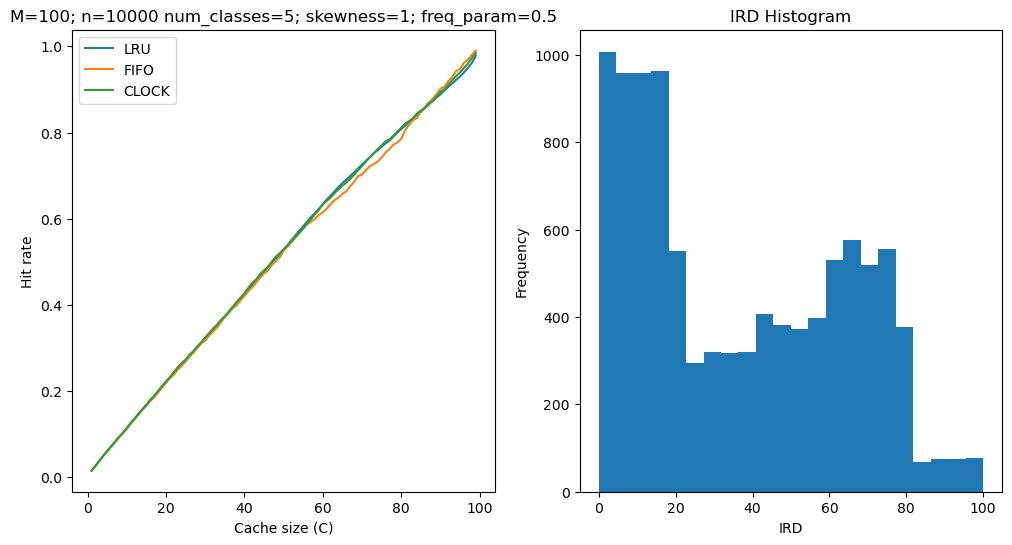 M=100; n=10000 num_classes=5; skewness=1; freq_param=0.5
LRU
FIFO
CLOCK
1.0
0.8
0.6
0.4
0.2
0.0
Hit rate
0 20 40 60 80 100
Cache size (C)
IRD Histogram
1000
800
600
400
200
0
Frequency
0 20 40 60 80 100
IRD